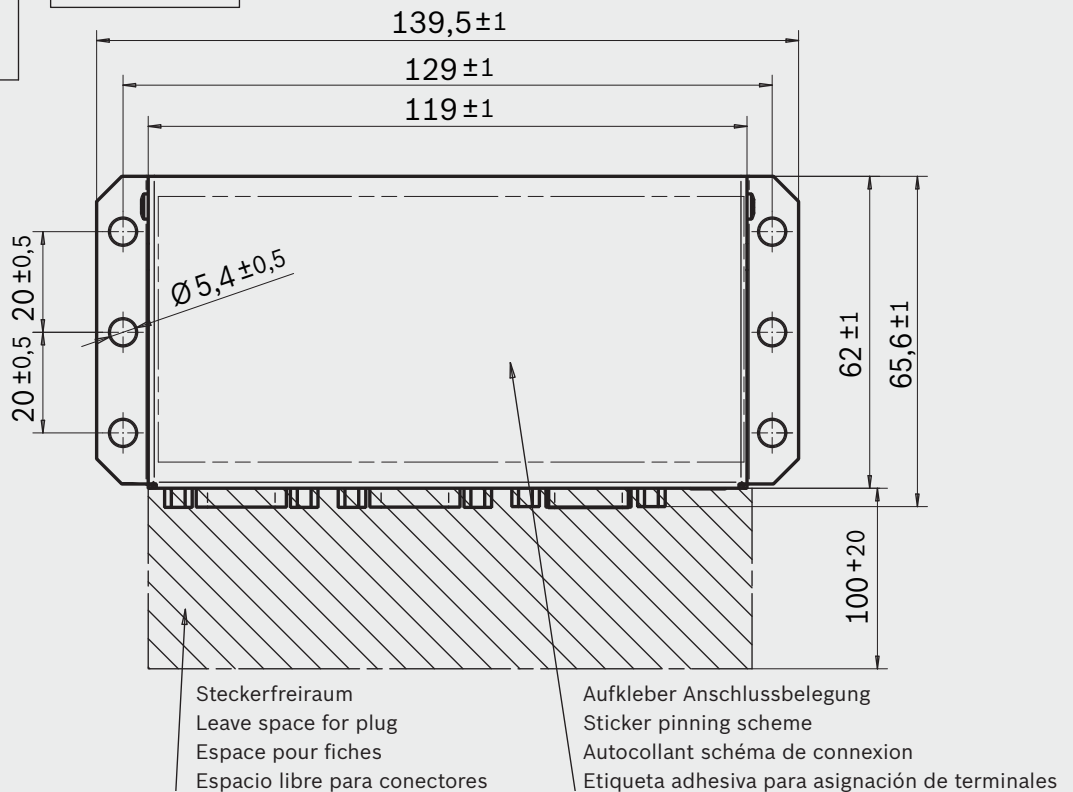 139,5±1
129±1
119±1
20±0,5
20±0,5
Ø5,4±0,5
62±1
65,6±1
100+20
Steckerfreiraum
Leave space for plug
Espace pour fiches
Espacio libre para conectores
Aufkleber Anschlussbelegung
Sticker pinning scheme
Autocollant schéma de connexion
Etiqueta adhesiva para asignación de terminales